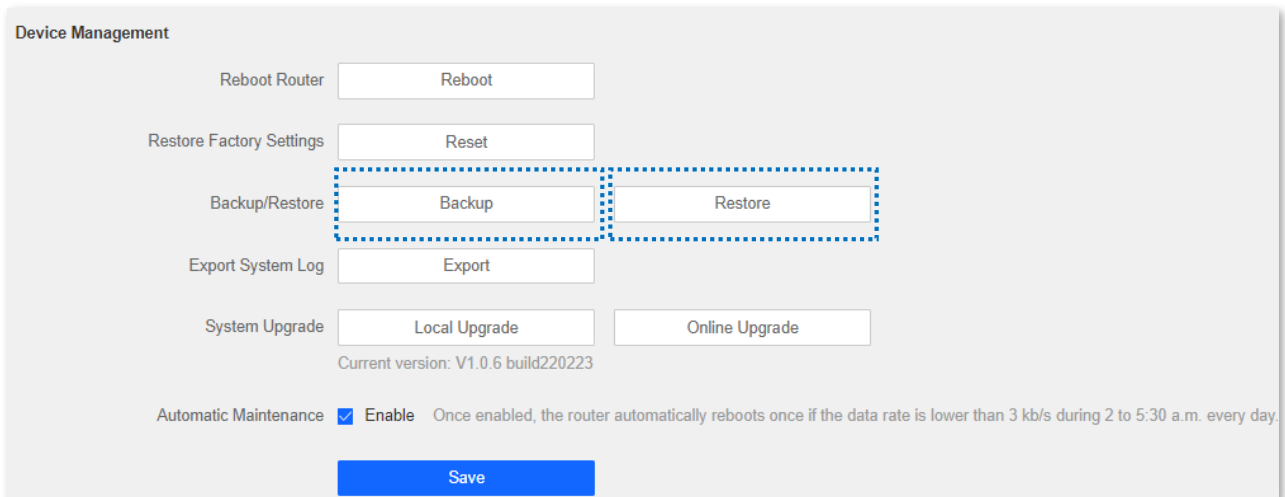 Device Management
Reboot Router Reboot
Restore Factory Settings Reset
Backup/Restore Backup Restore
Export System Log Export
System Upgrade Local Upgrade Online Upgrade
Current version: V1.0.6 build220223
Automatic Maintenance Enable Once enabled, the router automatically reboots once if the data rate is lower than 3 kb/s during 2 to 5:30 a.m. every day.
Save